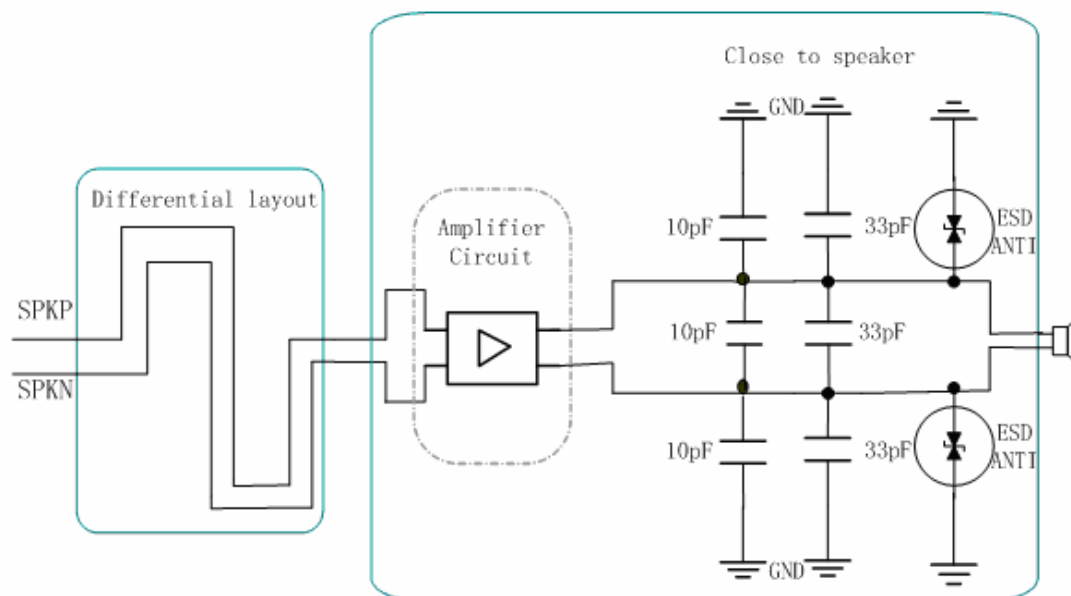 Close to speaker
GND
Differential layout
Amplifier
Circuit
10pF
33pF
ESD
ANTI
SPKP
10pF
33pF
SPKN
10pF
33pF
ESD
ANTI
GND